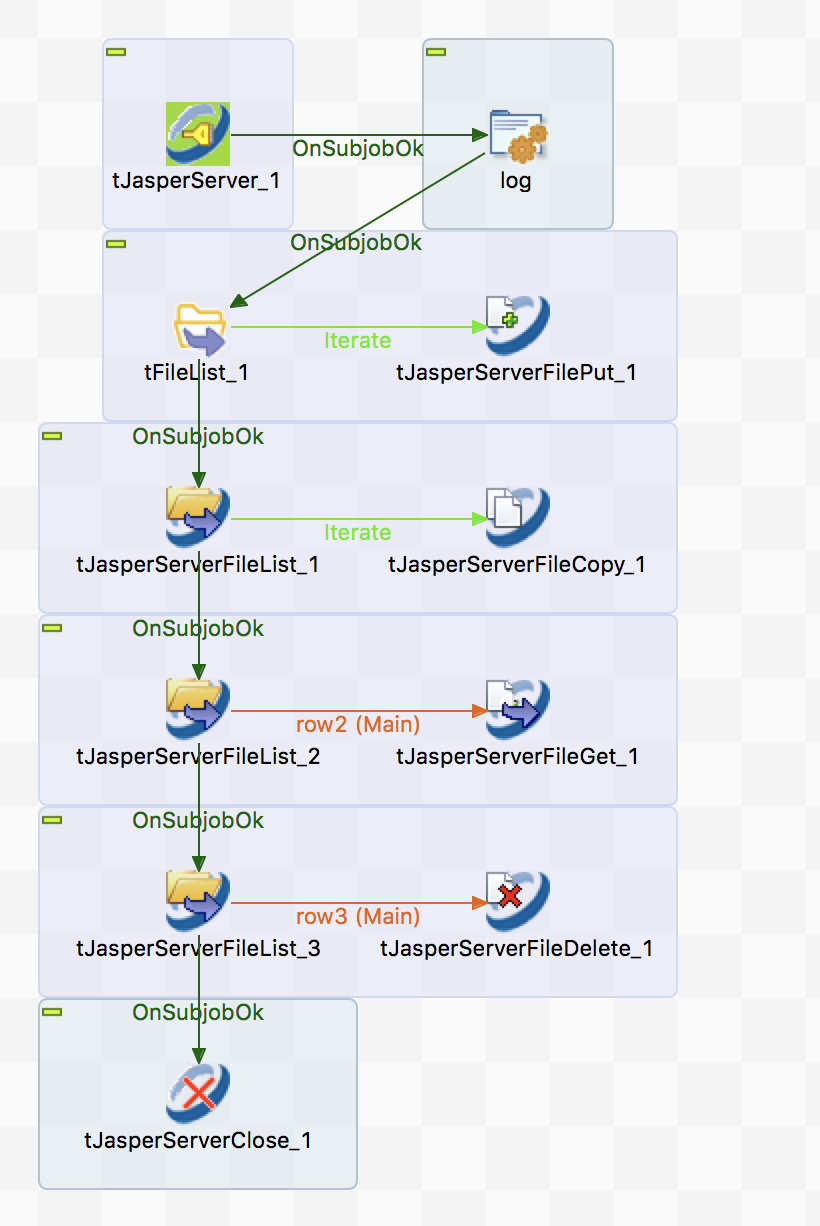 OnSubjobOk
tJasperServer_1
log
OnSubjobOk
Iterate
tFileList_1
tJasperServerFilePut_1
OnSubjobOk
Iterate
tJasperServerFileList_1
tJasperServerFileCopy_1
OnSubjobOk
row2 (Main)
tJasperServerFileList_2
tJasperServerFileGet_1
OnSubjobOk
row3 (Main)
tJasperServerFileList_3
tJasperServerFileDelete_1
OnSubjobOk
tJasperServerClose_1